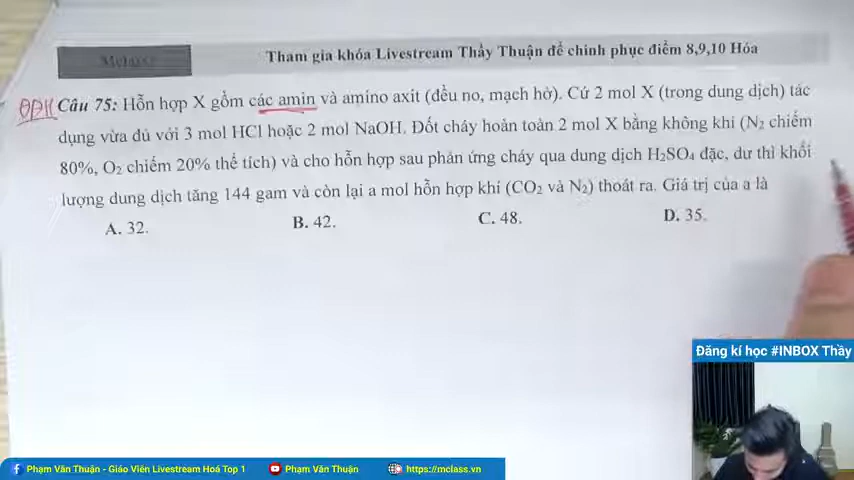 Mclass
Tham gia khóa Livestream Thầy Thuận để chinh phục điểm 8,9,10 Hóa
Câu 75: Hỗn hợp X gồm các amin và amino axit (đều no, mạch hở). Cứ 2 mol X (trong dung dịch) tác
dụng vừa đủ với 3 mol HCl hoặc 2 mol NaOH. Đốt cháy hoàn toàn 2 mol X bằng không khí (N₂ chiếm
80%, O₂ chiếm 20% thể tích) và cho hỗn hợp sau phản ứng cháy qua dung dịch H₂SO₄ đặc, dư thì khối
lượng dung dịch tăng 144 gam và còn lại a mol hỗn hợp khí (CO₂ và N₂) thoát ra. Giá trị của a là
A. 32. B. 42. C. 48. D. 35.
Đăng kí học #INBOX Thầy
Phạm Văn Thuận - Giáo Viên Livestream Hoá Top 1 Phạm Văn Thuận https://mclass.vn